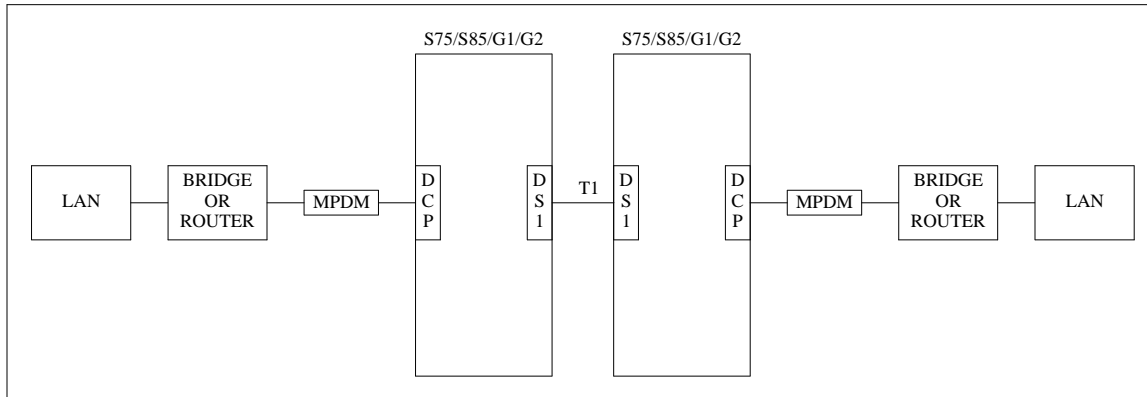 S75/S85/G1/G2
S75/S85/G1/G2
LAN
BRIDGE
OR
ROUTER
MPDM
D
C
P
D
S
1
T1
D
S
1
D
C
P
MPDM
BRIDGE
OR
ROUTER
LAN